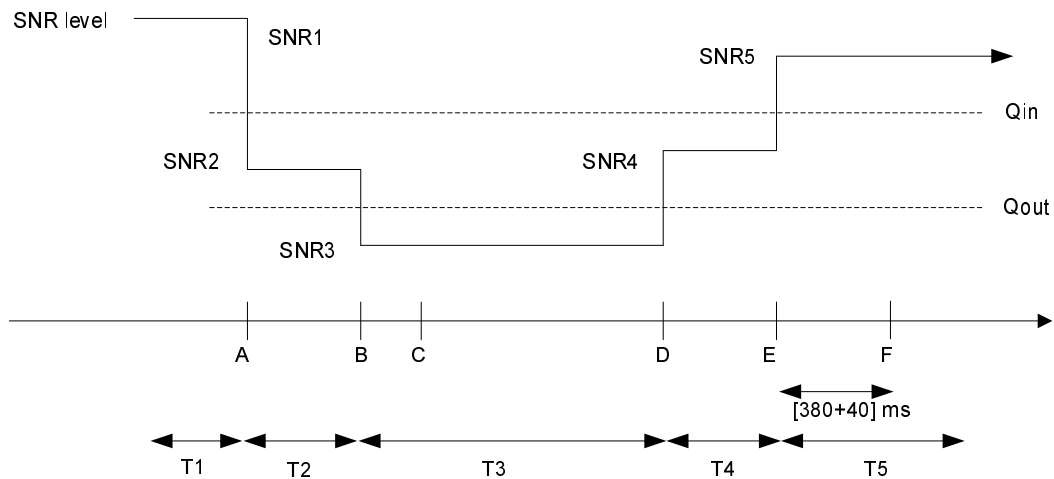 SNR level
SNR1
SNR5
Qin
SNR2
SNR4
Qout
SNR3
A B C D E F
[380+40] ms
T1 T2 T3 T4 T5